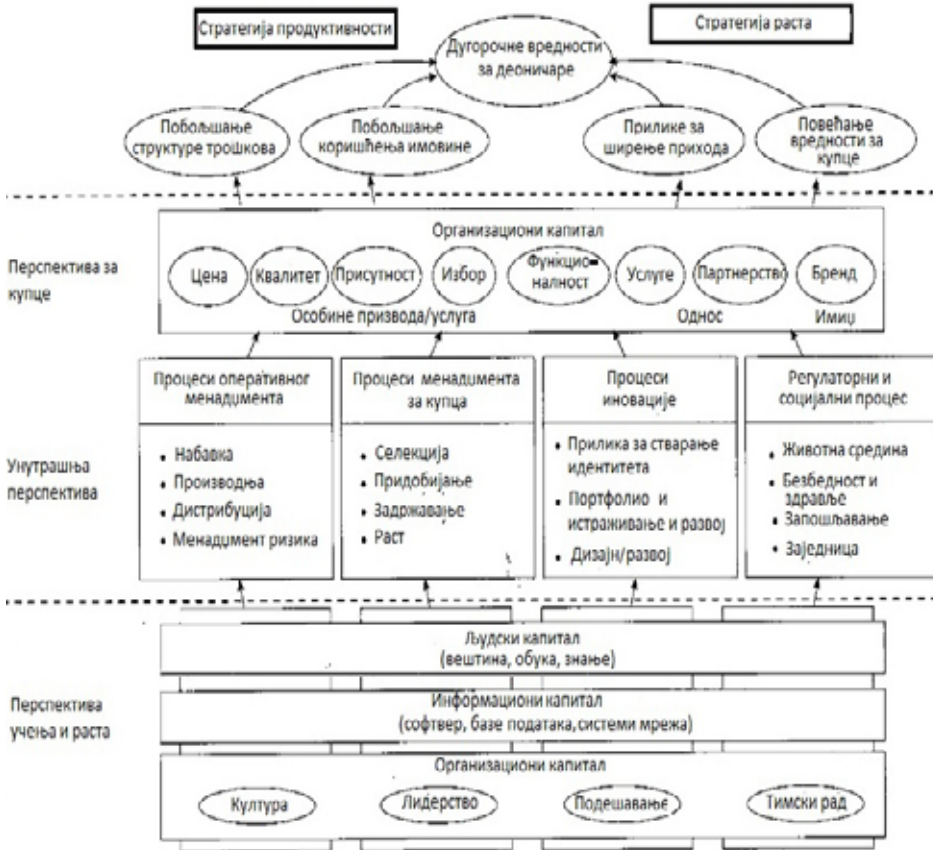 Стратегија продуктивности
Стратегија раста
Дугорочне вредности
за деоничаре
Побољшање
структуре трошкова
Побољшање
коришћења имовине
Прилике за
ширење прихода
Повећање
вредности за
купце
Перспектива за
купце
Организациони капитал
Цена
Квалитет
Присутност
Избор
Функцио-
налност
Услуге
Партнерство
Бренд
Особине призвода/услуга
Однос
Имиџ
Унутрашња
перспектива
Процеси оперативног
менаџмента
• Набавка
• Производња
• Дистрибуција
• Менаџмент ризика
Процеси менаџмента
за купца
• Селекција
• Придобијање
• Задржавање
• Раст
Процеси
иновације
• Прилика за стварање
идентитета
• Портфолио и
истраживање и развој
• Дизајн/развој
Регулаторни и
социјални процес
• Животна средина
• Безбедност и
здравље
• Запошљавање
• Заједница
Перспектива
учења и раста
Људски капитал
(вештина, обука, знање)
Информациони капитал
(софтвер, базе података,системи мрежа)
Организациони капитал
Култура
Лидерство
Подешавање
Тимски рад